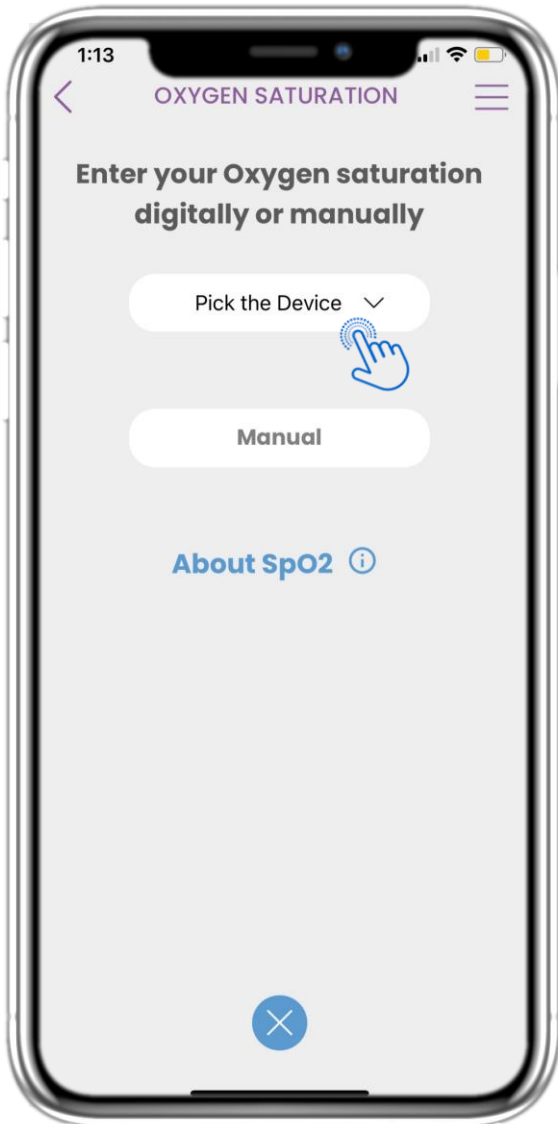 1:13
OXYGEN SATURATION
Enter your Oxygen saturation
digitally or manually
Pick the Device
Manual
About SpO2